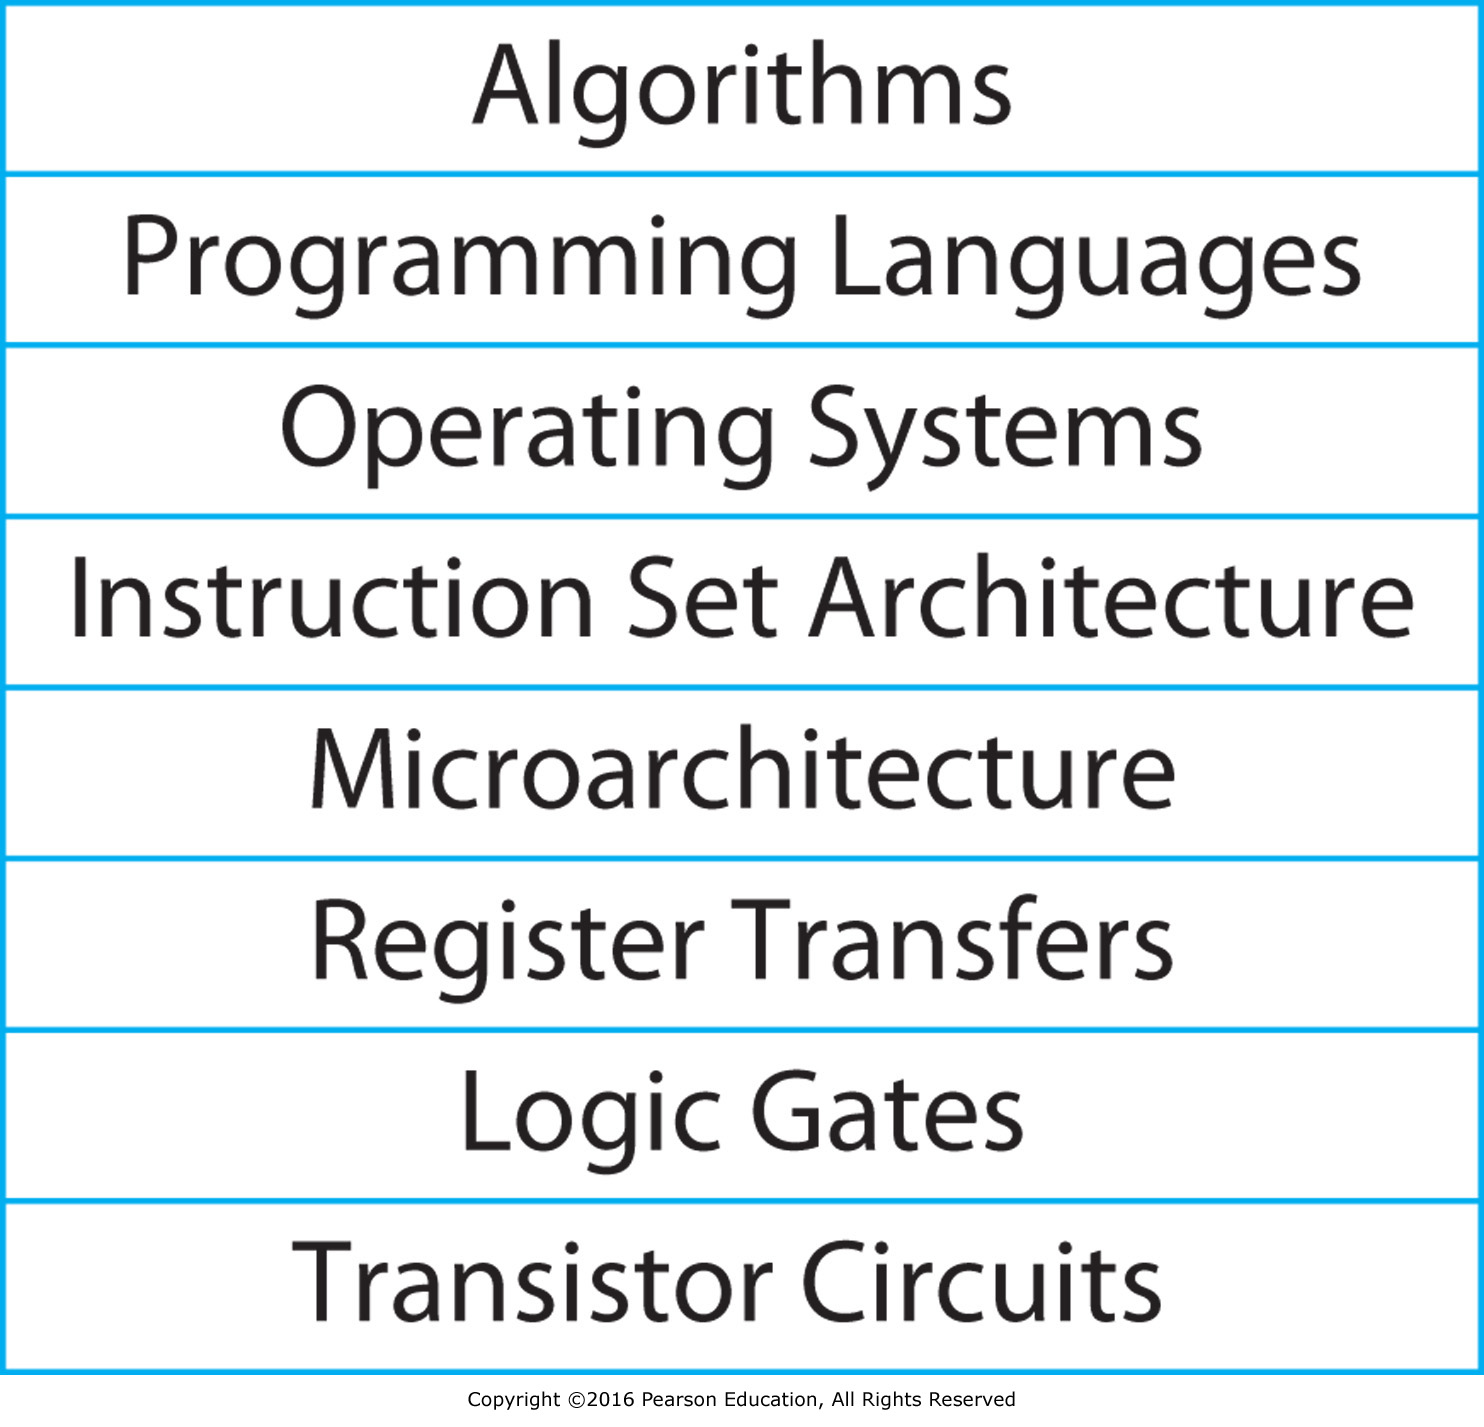 Algorithms
Programming Languages
Operating Systems
Instruction Set Architecture
Microarchitecture
Register Transfers
Logic Gates
Transistor Circuits
Copyright ©2016 Pearson Education, All Rights Reserved